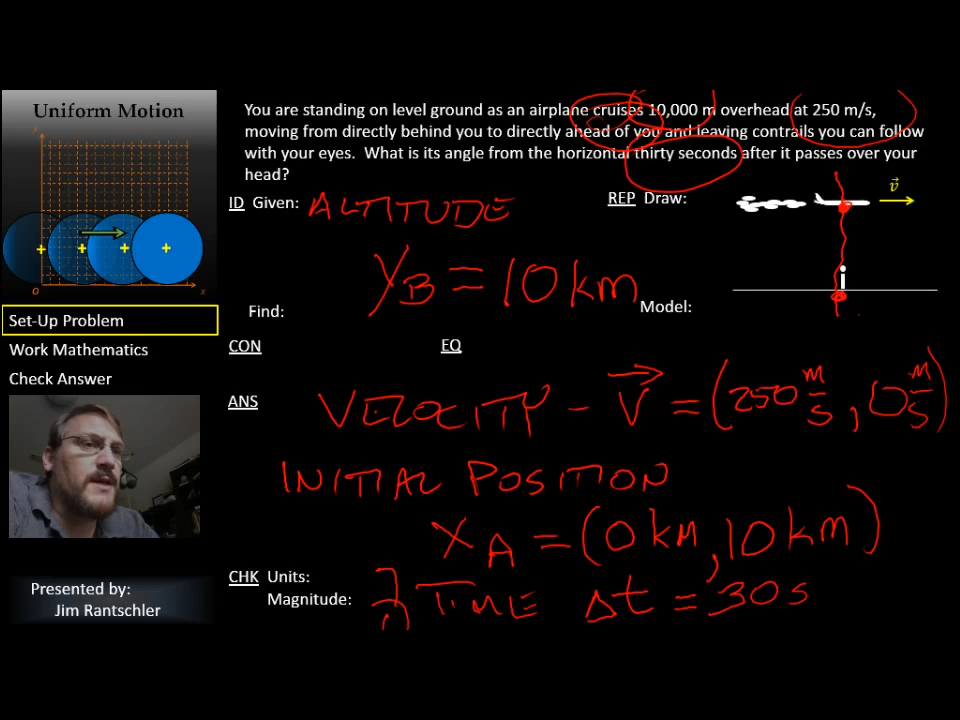 Uniform Motion
y
O
x
You are standing on level ground as an airplane cruises 10,000 m overhead at 250 m/s,
moving from directly behind you to directly ahead of you and leaving contrails you can follow
with your eyes. What is its angle from the horizontal thirty seconds after it passes over your
head?
ID Given: ALTITUDE
REP Draw:
v⃗
yB = 10 km
Find:
Model:
Set-Up Problem
Work Mathematics
Check Answer
CON
EQ
ANS
VELOCITY - V⃗ = (250 m/s, 0 m/s)
INITIAL POSITION
XA = (0 km, 10 km)
CHK Units:
Magnitude:
TIME Δt = 30 s
Presented by:
Jim Rantschler